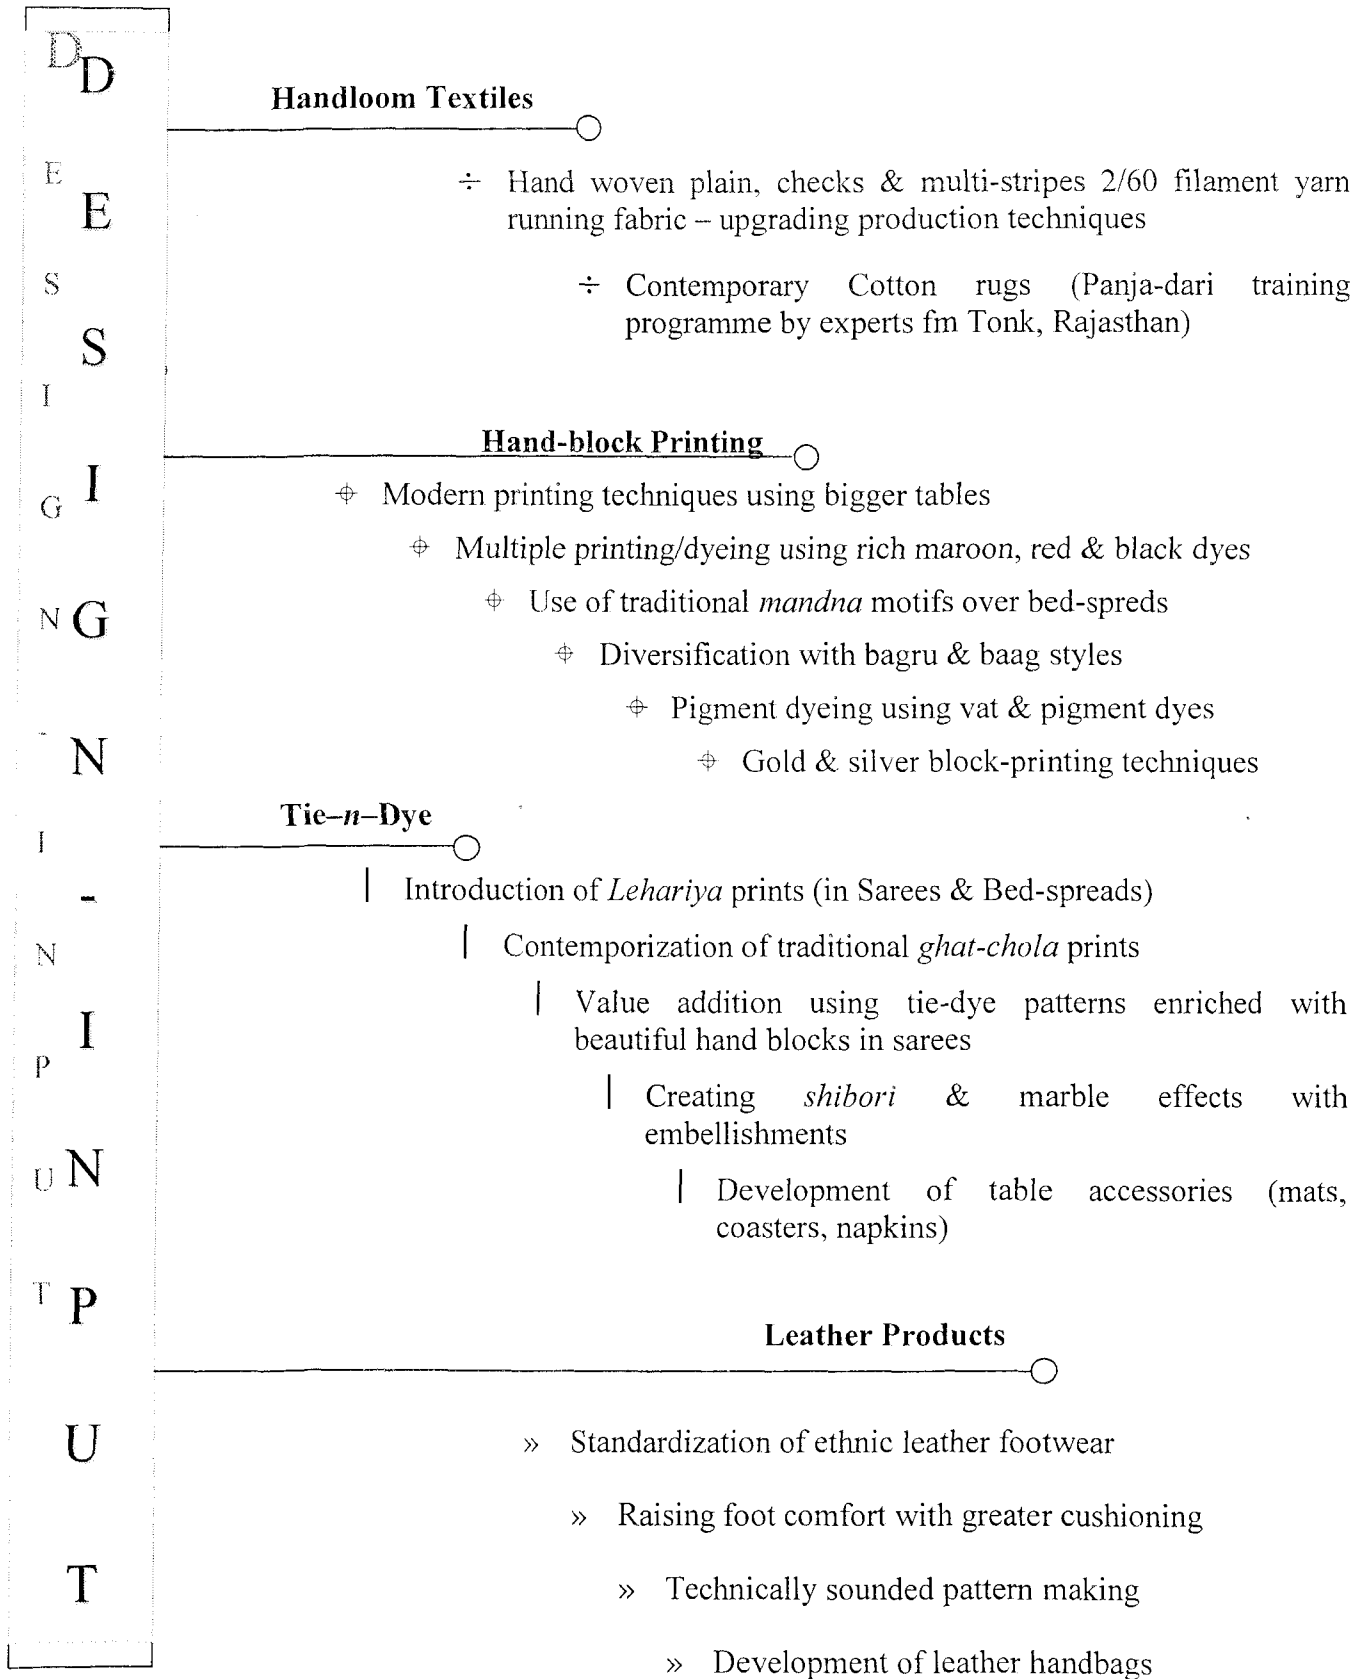 DESIGN-INPUT
DESIGN-INPUT
Handloom Textiles
÷ Hand woven plain, checks & multi-stripes 2/60 filament yarn
running fabric – upgrading production techniques
÷ Contemporary Cotton rugs (Panja-dari training
programme by experts fm Tonk, Rajasthan)
Hand-block Printing
⌖ Modern printing techniques using bigger tables
⌖ Multiple printing/dyeing using rich maroon, red & black dyes
⌖ Use of traditional mandna motifs over bed-spreds
⌖ Diversification with bagru & baag styles
⌖ Pigment dyeing using vat & pigment dyes
⌖ Gold & silver block-printing techniques
Tie–n–Dye
| Introduction of Lehariya prints (in Sarees & Bed-spreads)
| Contemporization of traditional ghat-chola prints
| Value addition using tie-dye patterns enriched with
beautiful hand blocks in sarees
| Creating shibori & marble effects with
embellishments
| Development of table accessories (mats,
coasters, napkins)
Leather Products
» Standardization of ethnic leather footwear
» Raising foot comfort with greater cushioning
» Technically sounded pattern making
» Development of leather handbags